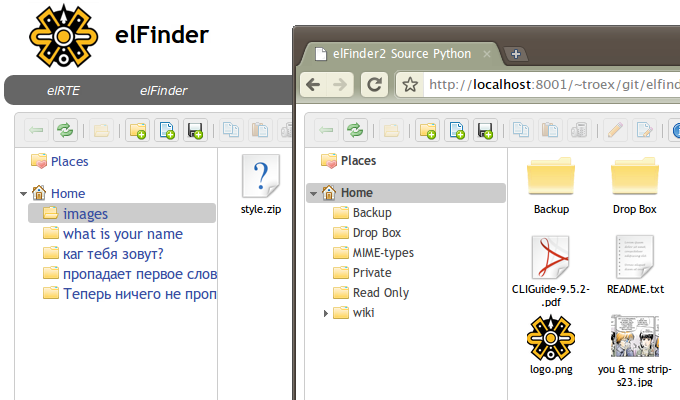 elFinder
elRTE
elFinder
Places
Home
images
what is your name
каг тебя зовут?
пропадает первое слов
Теперь ничего не проп
?
style.zip
elFinder2 Source Python
http://localhost:8001/~troex/git/elfind
Places
Home
Backup
Drop Box
MIME-types
Private
Read Only
wiki
Backup
Drop Box
CLIGuide-9.5.2-
.pdf
README.txt
logo.png
you & me strip-
s23.jpg